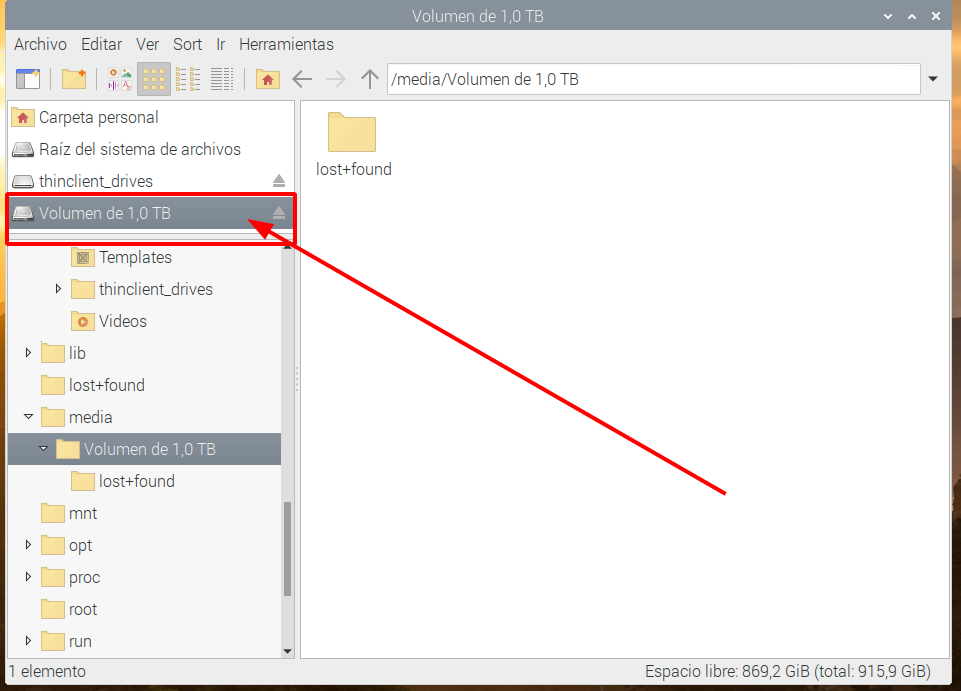 Volumen de 1,0 TB
Archivo Editar Ver Sort Ir Herramientas
/media/Volumen de 1,0 TB
Carpeta personal
Raíz del sistema de archivos
thinclient_drives
Volumen de 1,0 TB
Templates
thinclient_drives
Videos
lib
lost+found
media
Volumen de 1,0 TB
lost+found
mnt
opt
proc
root
run
lost+found
1 elemento
Espacio libre: 869,2 GiB (total: 915,9 GiB)